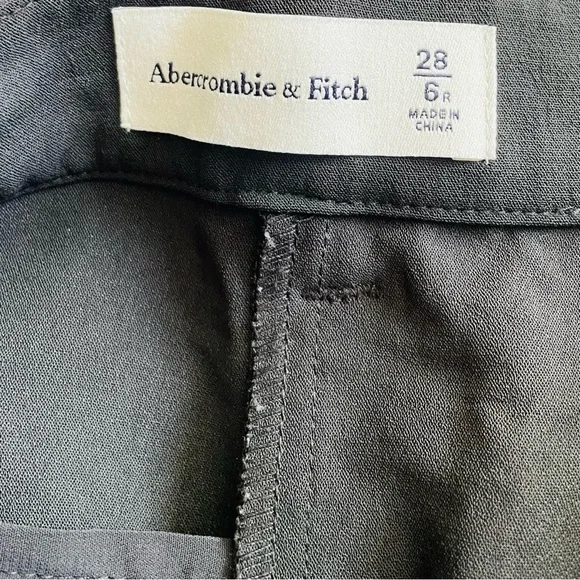 Abercrombie & Fitch
28
6R
MADE IN
CHINA